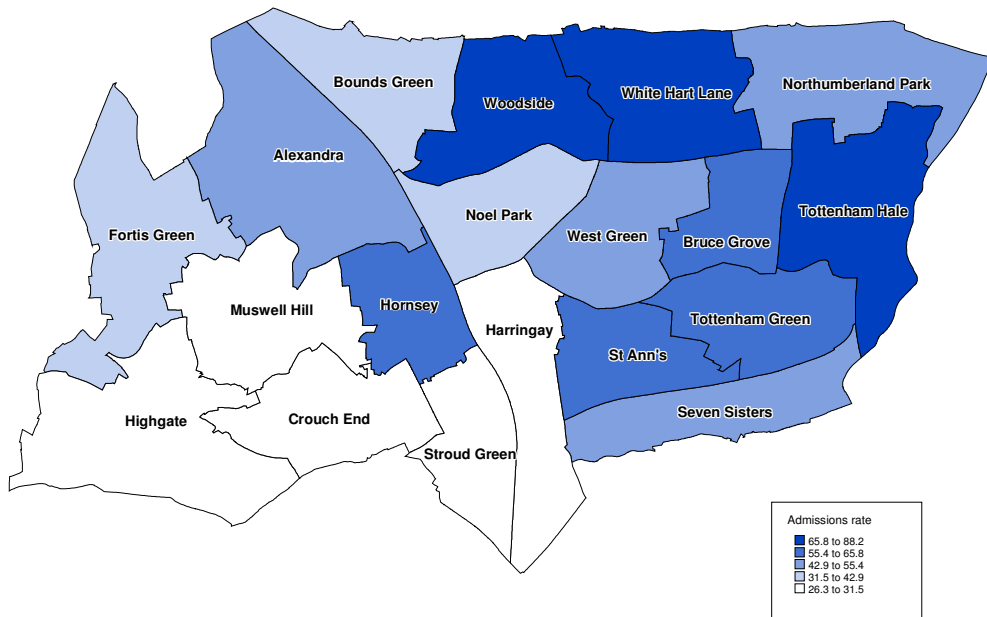 Bounds Green
Woodside
White Hart Lane
Northumberland Park
Alexandra
Noel Park
Tottenham Hale
Fortis Green
West Green
Bruce Grove
Muswell Hill
Hornsey
Harringay
Tottenham Green
St Ann's
Highgate
Crouch End
Seven Sisters
Stroud Green
Admissions rate
65.8 to 88.2
55.4 to 65.8
42.9 to 55.4
31.5 to 42.9
26.3 to 31.5